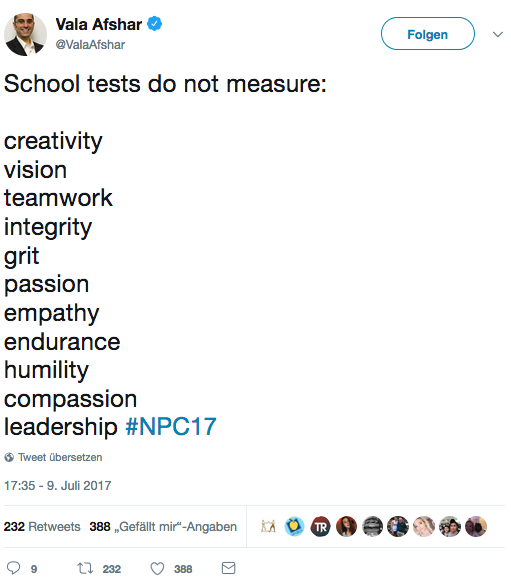 Vala Afshar
@ValaAfshar
Folgen
School tests do not measure:
creativity
vision
teamwork
integrity
grit
passion
empathy
endurance
humility
compassion
leadership #NPC17
Tweet übersetzen
17:35 - 9. Juli 2017
232 Retweets 388 „Gefällt mir“-Angaben
TR
9 232 388